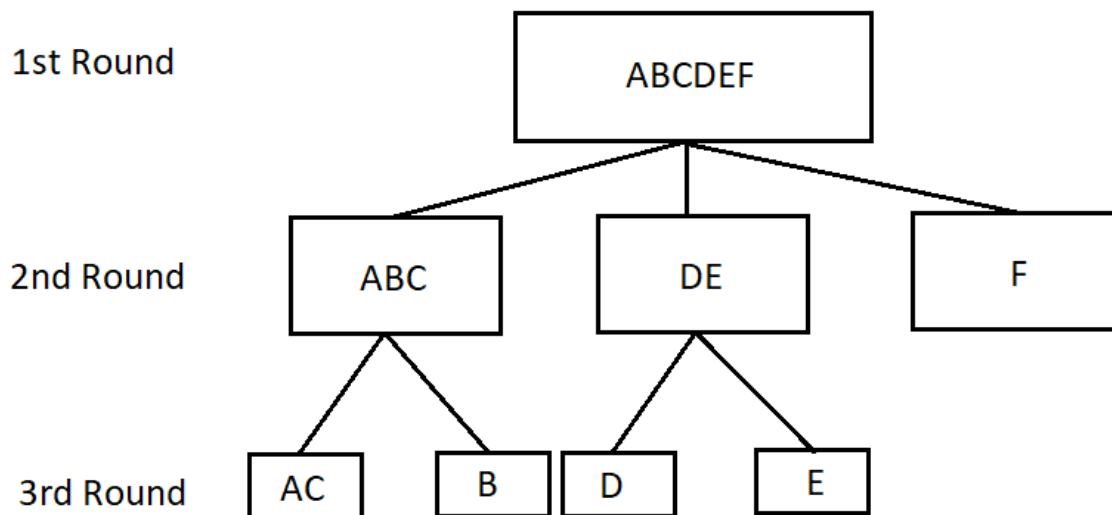 1st Round
ABCDEF
2nd Round
ABC
DE
F
3rd Round
AC
B
D
E